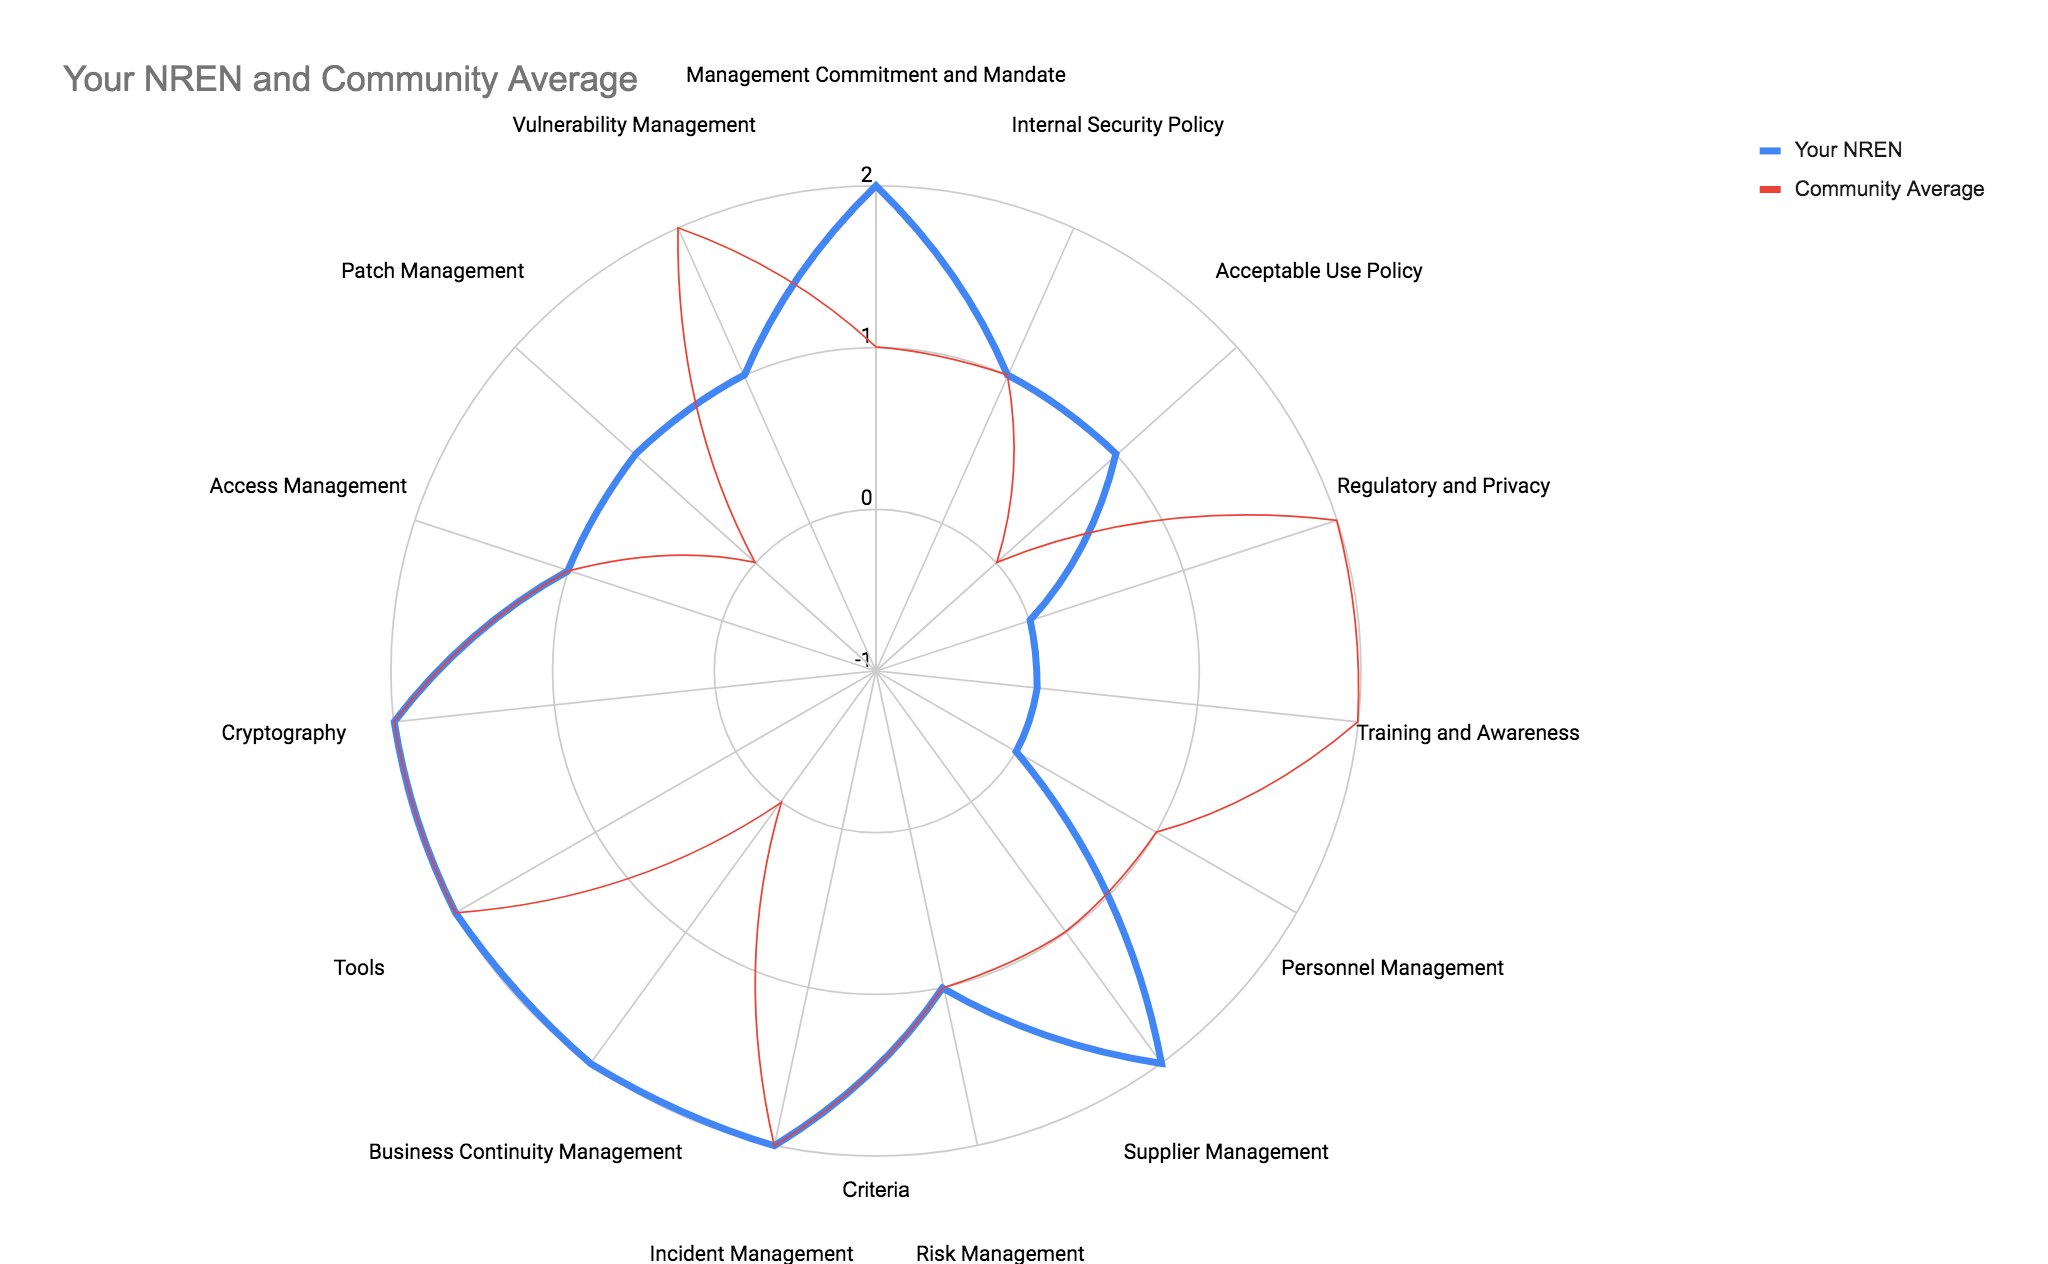 Your NREN and Community Average
Management Commitment and Mandate
Vulnerability Management
Internal Security Policy
Your NREN
Community Average
2
Patch Management
Acceptable Use Policy
1
Access Management
Regulatory and Privacy
0
-1
Cryptography
Training and Awareness
Tools
Personnel Management
Business Continuity Management
Supplier Management
Criteria
Incident Management
Risk Management